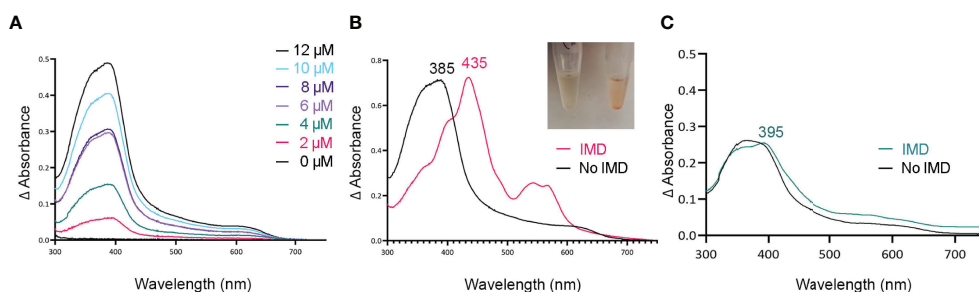 A
Δ Absorbance
0.5
0.4
0.3
0.2
0.1
0.0
300
400
500
600
700
Wavelength (nm)
12 µM
10 µM
8 µM
6 µM
4 µM
2 µM
0 µM
B
Δ Absorbance
0.8
0.6
0.4
0.2
0.0
300
400
500
600
700
Wavelength (nm)
385
435
IMD
No IMD
C
Δ Absorbance
0.5
0.4
0.3
0.2
0.1
0.0
300
400
500
600
700
Wavelength (nm)
395
IMD
No IMD